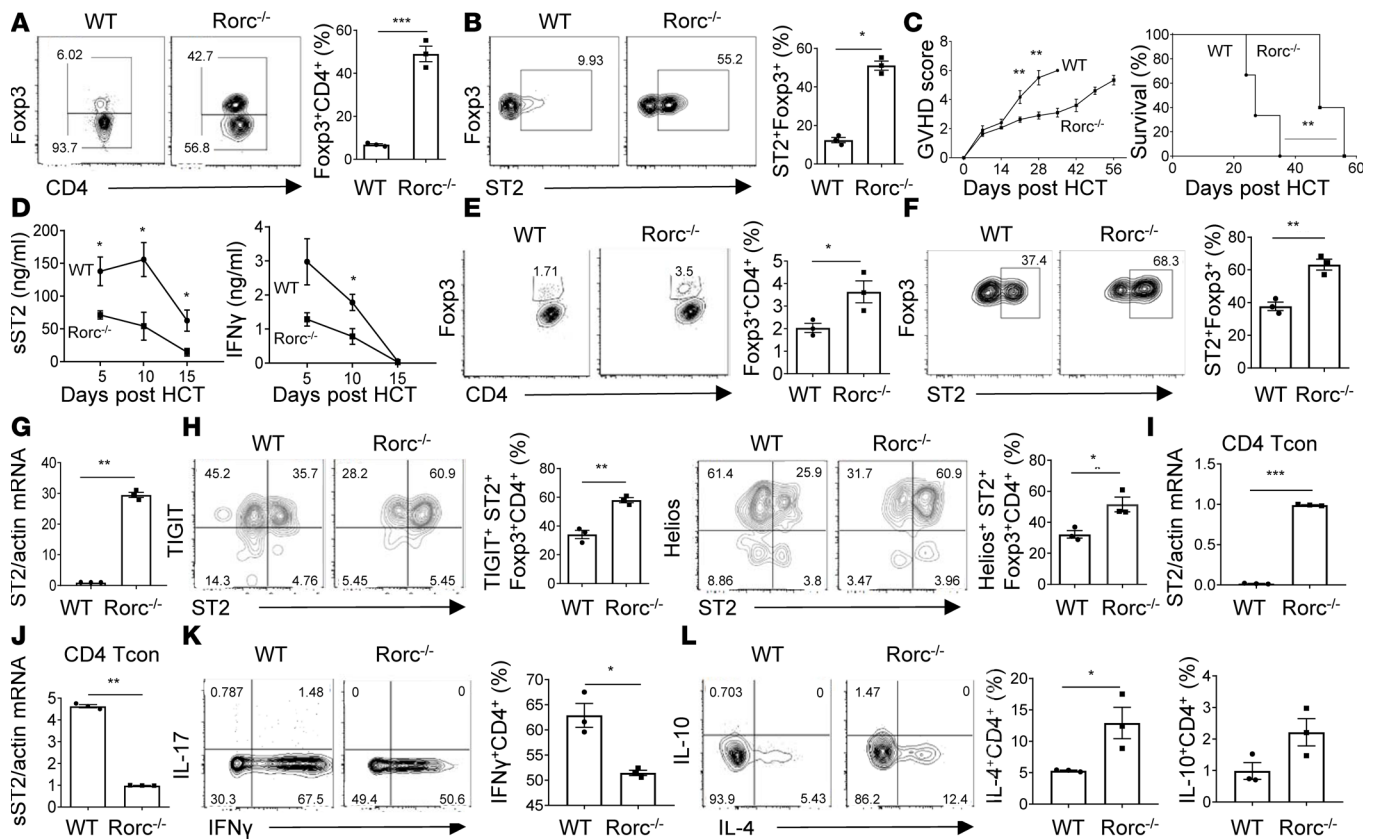 A
WT
Rorc-/-
6.02
93.7
42.7
56.8
Foxp3
CD4
Foxp3+CD4+ (%)
60
40
20
0
***
WT Rorc-/-
B
WT
Rorc-/-
9.93
55.2
Foxp3
ST2
ST2+Foxp3+ (%)
60
40
20
0
*
WT Rorc-/-
C
GVHD score
8
6
4
2
0
**
**
WT
Rorc-/-
0 14 28 42 56
Days post HCT
Survival (%)
100
80
60
40
20
0
WT Rorc-/-
**
0 20 40 60
Days post HCT
D
sST2 (ng/ml)
200
150
100
50
0
*
*
*
WT
Rorc-/-
5 10 15
Days post HCT
IFNγ (ng/ml)
4
3
2
1
0
*
WT
Rorc-/-
5 10 15
Days post HCT
E
WT
Rorc-/-
1.71
3.5
Foxp3
CD4
Foxp3+CD4+ (%)
5
4
3
2
1
0
*
WT Rorc-/-
F
WT
Rorc-/-
37.4
68.3
Foxp3
ST2
ST2+Foxp3+ (%)
80
60
40
20
0
**
WT Rorc-/-
G
ST2/actin mRNA
40
30
20
10
0
**
WT Rorc-/-
H
WT
Rorc-/-
45.2 35.7
14.3 4.76
28.2 60.9
5.45 5.45
TIGIT
ST2
TIGIT+ ST2+
Foxp3+CD4+ (%)
80
60
40
20
0
**
WT Rorc-/-
WT
Rorc-/-
61.4 25.9
8.86 3.8
31.7 60.9
3.47 3.96
Helios
ST2
Helios+ ST2+
Foxp3+CD4+ (%)
80
60
40
20
0
*
WT Rorc-/-
I
CD4 Tcon
ST2/actin mRNA
1.5
1.0
0.5
0.0
***
WT Rorc-/-
J
CD4 Tcon
sST2/actin mRNA
5
4
3
2
1
0
**
WT Rorc-/-
K
WT
Rorc-/-
0.787 1.48
30.3 67.5
0 0
49.4 50.6
IL-17
IFNγ
IFNγ+CD4+ (%)
70
65
60
55
50
45
*
WT Rorc-/-
L
WT
Rorc-/-
0.703 0
93.9 5.43
1.47 0
86.2 12.4
IL-10
IL-4
IL-4+CD4+ (%)
20
15
10
5
0
*
WT Rorc-/-
IL-10+CD4+ (%)
4
3
2
1
0
WT Rorc-/-